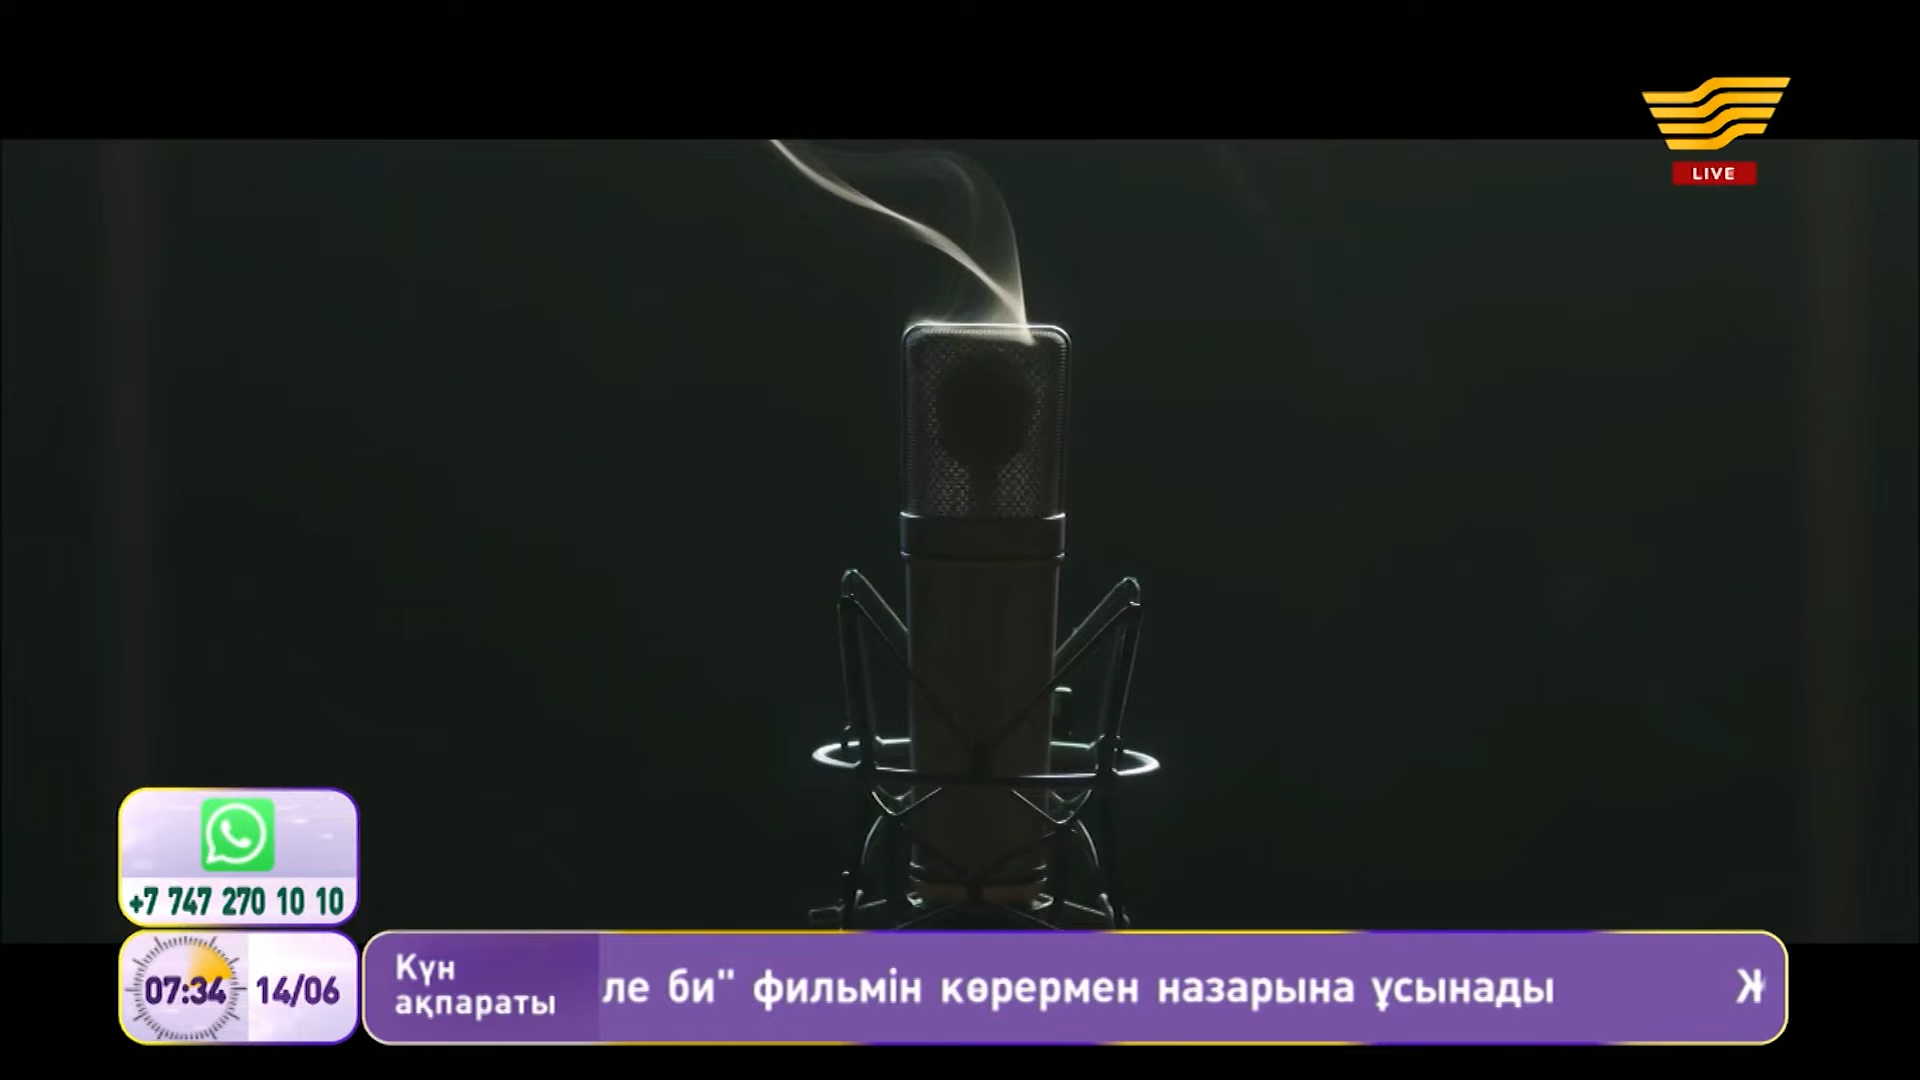 LIVE
+7 747 270 10 10
07:34
14/06
Күн
ақпараты
ле би" фильмін көрермен назарына ұсынады
Ж